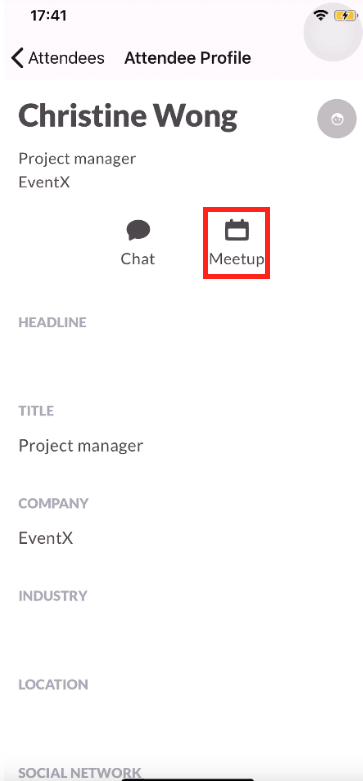 17:41
Attendees Attendee Profile
Christine Wong
Project manager
EventX
Chat Meetup
HEADLINE
TITLE
Project manager
COMPANY
EventX
INDUSTRY
LOCATION
SOCIAL NETWORK